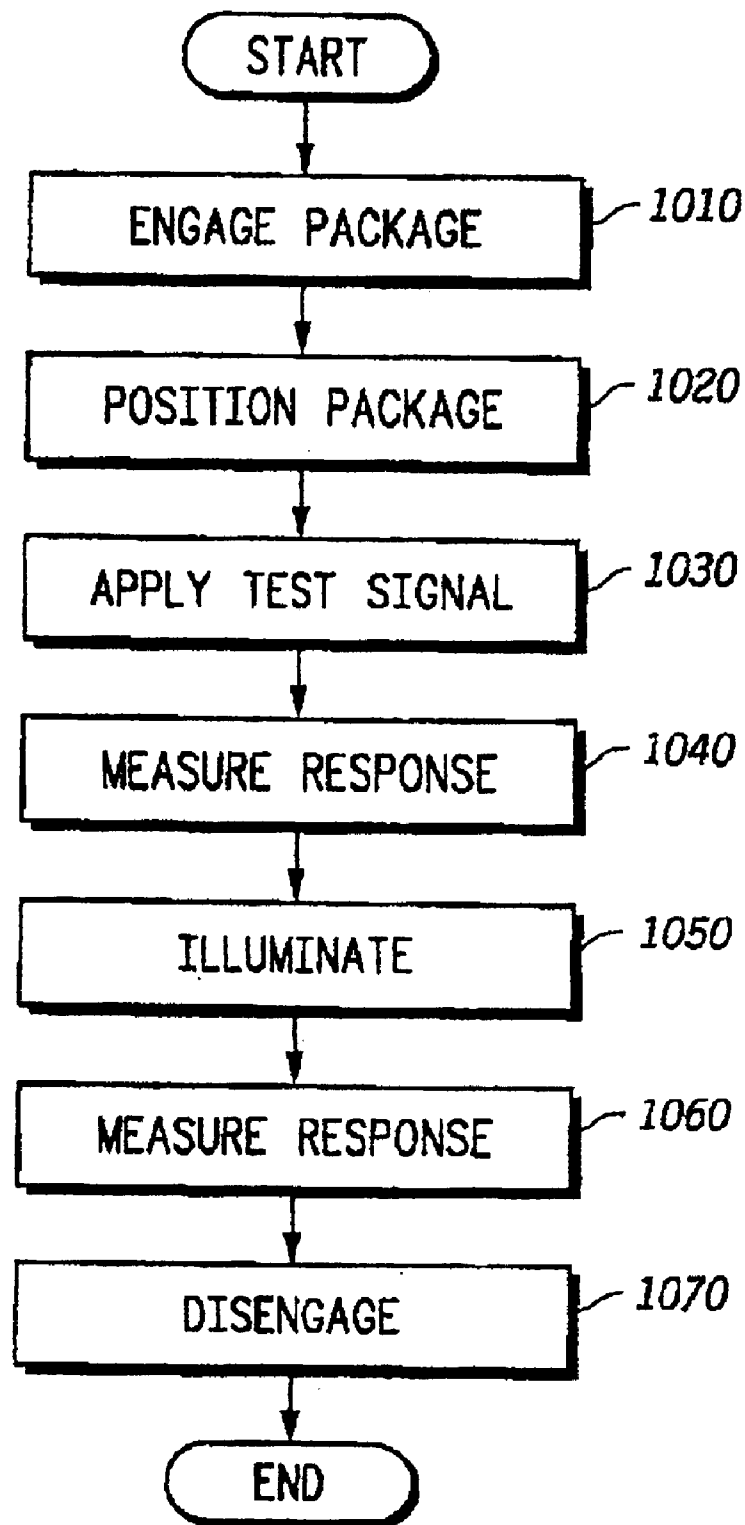 START
ENGAGE PACKAGE 1010
POSITION PACKAGE 1020
APPLY TEST SIGNAL 1030
MEASURE RESPONSE 1040
ILLUMINATE 1050
MEASURE RESPONSE 1060
DISENGAGE 1070
END